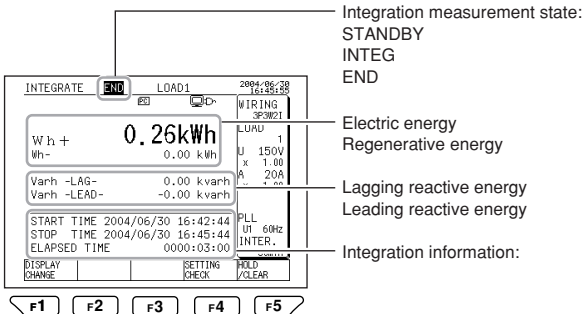 Integration measurement state:
STANDBY
INTEG
END
INTEGRATE END LOAD1 2004/06/30
16:45:55
PC
WIRING
3P3W2I
LOAD
1
Wh+ 0.26kWh
Wh- 0.00 kWh
U 150V
x 1.00
A 20A
x 1.00
Electric energy
Regenerative energy
Varh -LAG- 0.00 kvarh
Varh -LEAD- -0.00 kvarh
Lagging reactive energy
Leading reactive energy
START TIME 2004/06/30 16:42:44
STOP TIME 2004/06/30 16:45:44
ELAPSED TIME 0000:03:00
PLL
U1 60Hz
INTER.
Integration information:
DISPLAY
CHANGE
SETTING
CHECK
HOLD
/CLEAR
F1 F2 F3 F4 F5